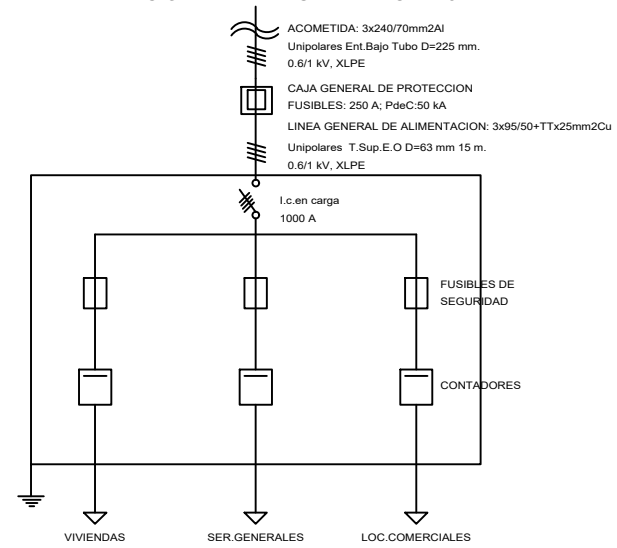 ACOMETIDA: 3x240/70mm2Al
Unipolares Ent.Bajo Tubo D=225 mm.
0.6/1 kV, XLPE
CAJA GENERAL DE PROTECCION
FUSIBLES: 250 A; PdeC:50 kA
LINEA GENERAL DE ALIMENTACION: 3x95/50+TTx25mm2Cu
Unipolares T.Sup.E.O D=63 mm 15 m.
0.6/1 kV, XLPE
I.c.en carga
1000 A
FUSIBLES DE
SEGURIDAD
CONTADORES
VIVIENDAS
SER.GENERALES
LOC.COMERCIALES